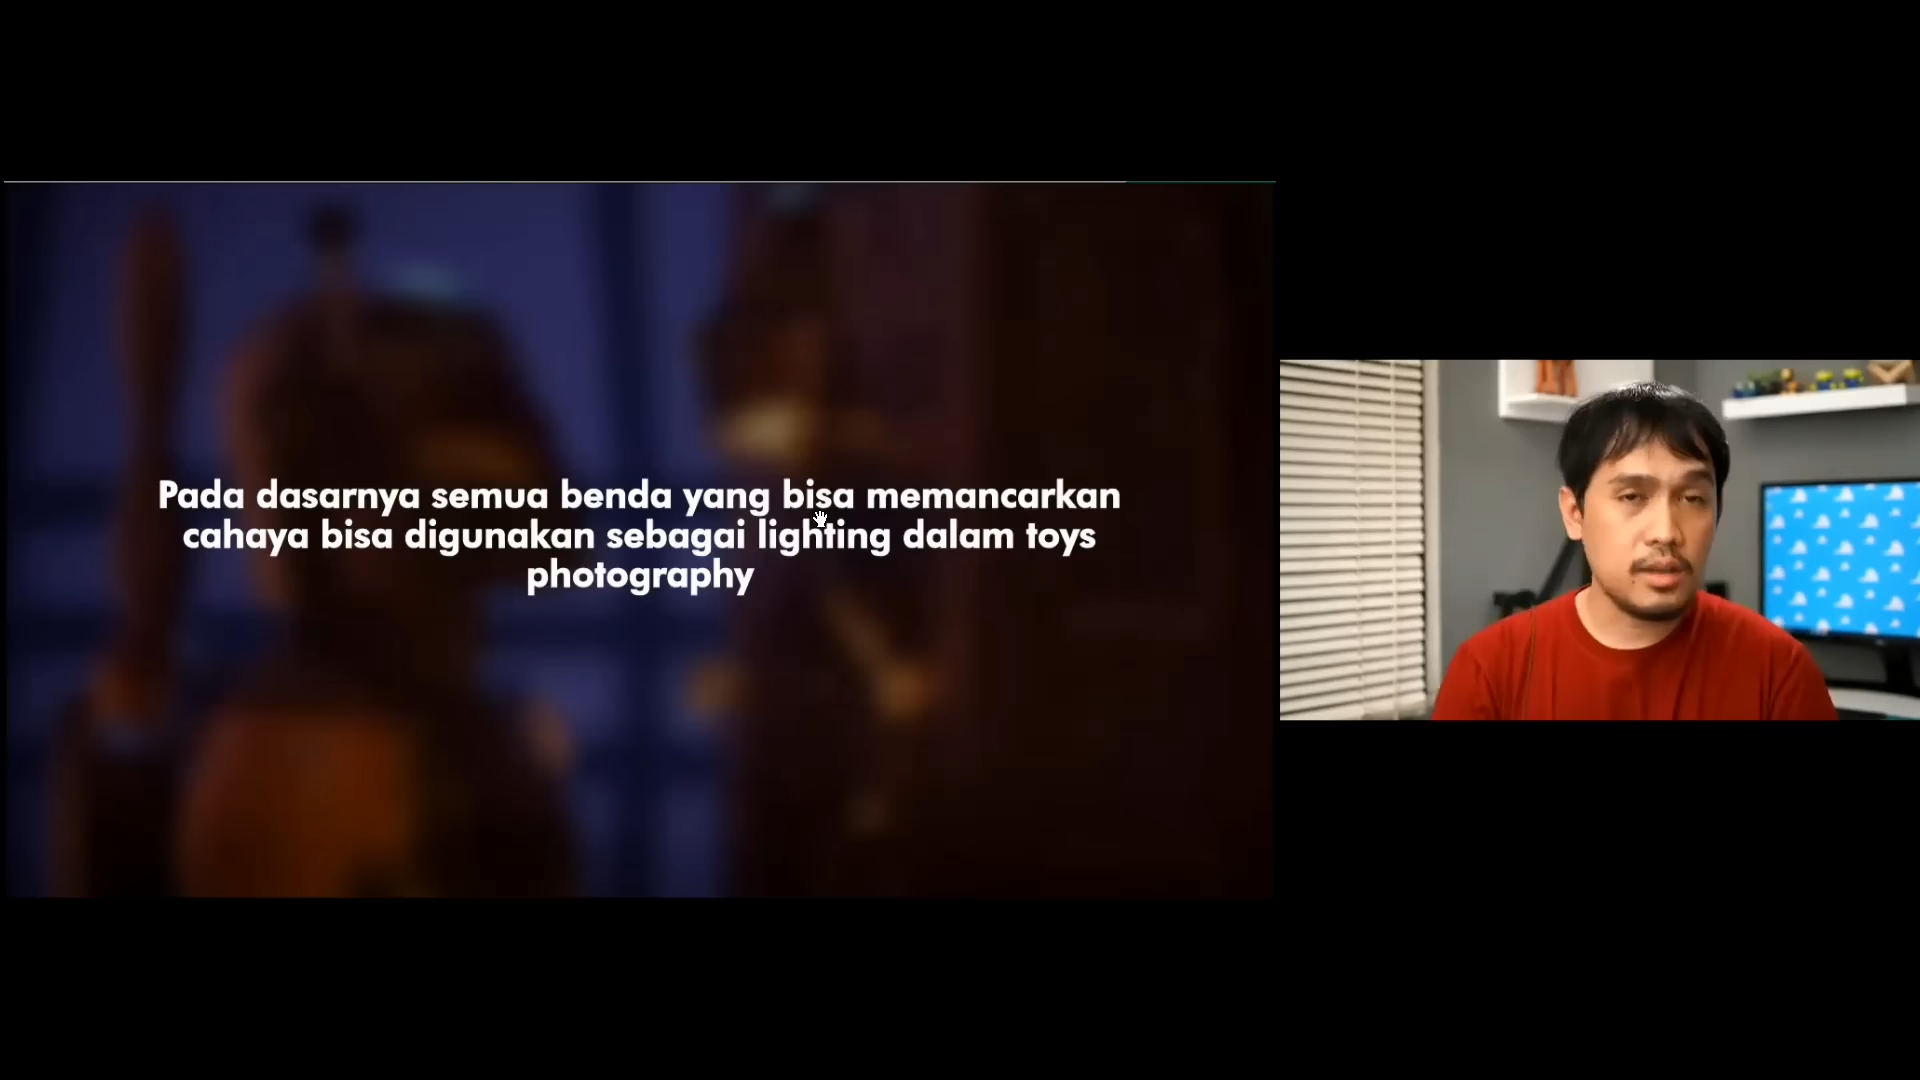 Pada dasarnya semua benda yang bisa memancarkan
cahaya bisa digunakan sebagai lighting dalam toys
photography